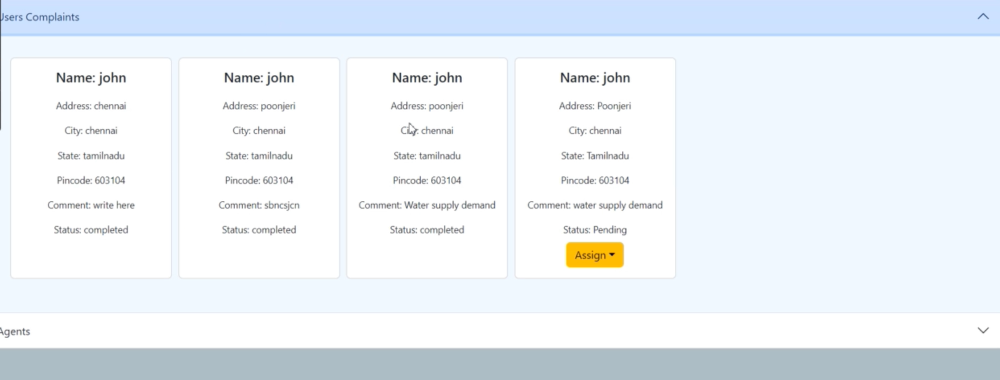 Users Complaints
Name: john
Address: chennai
City: chennai
State: tamilnadu
Pincode: 603104
Comment: write here
Status: completed
Name: john
Address: poonjeri
City: chennai
State: tamilnadu
Pincode: 603104
Comment: sbncsjcn
Status: completed
Name: john
Address: poonjeri
City: chennai
State: tamilnadu
Pincode: 603104
Comment: Water supply demand
Status: completed
Name: john
Address: Poonjeri
City: chennai
State: Tamilnadu
Pincode: 603104
Comment: water supply demand
Status: Pending
Assign
Agents